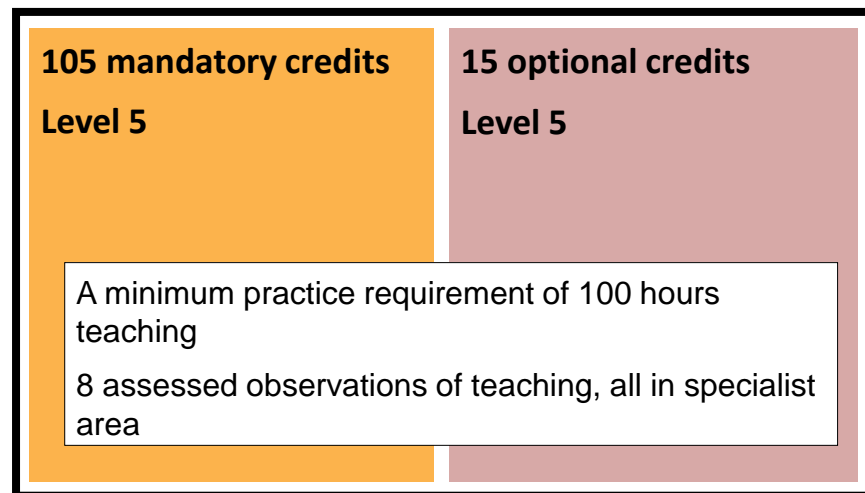 105 mandatory credits
Level 5
15 optional credits
Level 5
A minimum practice requirement of 100 hours
teaching
8 assessed observations of teaching, all in specialist
area